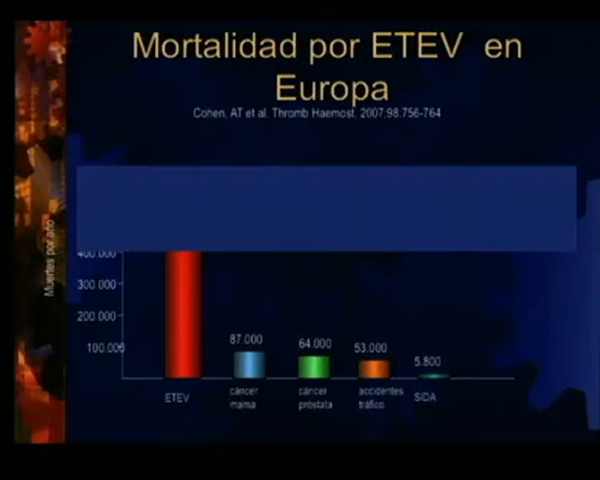 Mortalidad por ETEV en
Europa
Cohen, AT et al. Thromb Haemost. 2007;98:756-764
Muertes por año
400.000
300.000
200.000
100.000
87.000
64.000
53.000
5.800
ETEV
cáncer
mama
cáncer
próstata
accidentes
tráfico
SIDA